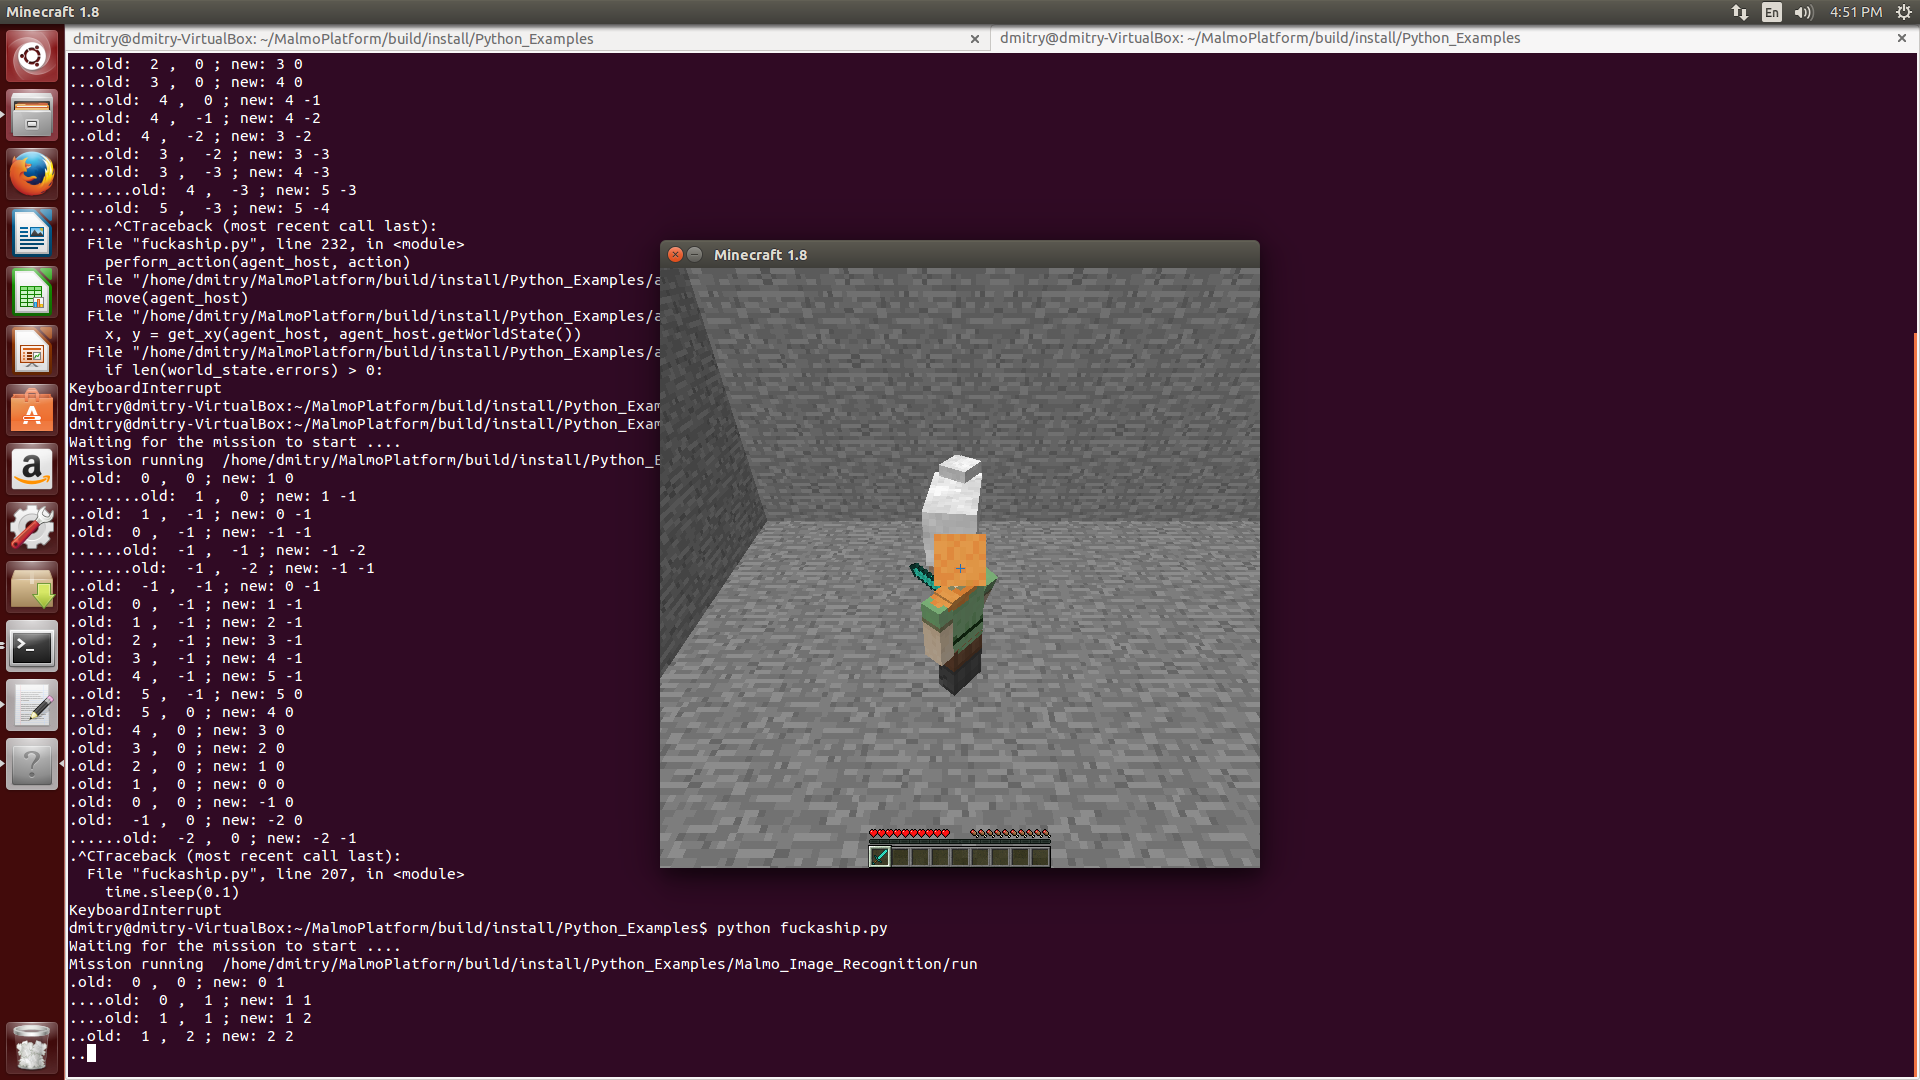 Minecraft 1.8
En
4:51 PM
dmitry@dmitry-VirtualBox: ~/MalmoPlatform/build/install/Python_Examples
dmitry@dmitry-VirtualBox: ~/MalmoPlatform/build/install/Python_Examples
...old:  2 ,  0 ; new: 3 0
...old:  3 ,  0 ; new: 4 0
....old:  4 ,  0 ; new: 4 -1
...old:  4 ,  -1 ; new: 4 -2
..old:  4 ,  -2 ; new: 3 -2
....old:  3 ,  -2 ; new: 3 -3
....old:  3 ,  -3 ; new: 4 -3
.......old:  4 ,  -3 ; new: 5 -3
....old:  5 ,  -3 ; new: 5 -4
.....^CTraceback (most recent call last):
  File "fuckaship.py", line 232, in <module>
    perform_action(agent_host, action)
  File "/home/dmitry/MalmoPlatform/build/install/Python_Examples/a
    move(agent_host)
  File "/home/dmitry/MalmoPlatform/build/install/Python_Examples/a
    x, y = get_xy(agent_host, agent_host.getWorldState())
  File "/home/dmitry/MalmoPlatform/build/install/Python_Examples/a
    if len(world_state.errors) > 0:
KeyboardInterrupt
dmitry@dmitry-VirtualBox:~/MalmoPlatform/build/install/Python_Exam
dmitry@dmitry-VirtualBox:~/MalmoPlatform/build/install/Python_Exam
Waiting for the mission to start ....
Mission running  /home/dmitry/MalmoPlatform/build/install/Python_E
..old:  0 ,  0 ; new: 1 0
........old:  1 ,  0 ; new: 1 -1
..old:  1 ,  -1 ; new: 0 -1
.old:  0 ,  -1 ; new: -1 -1
......old:  -1 ,  -1 ; new: -1 -2
.......old:  -1 ,  -2 ; new: -1 -1
..old:  -1 ,  -1 ; new: 0 -1
.old:  0 ,  -1 ; new: 1 -1
.old:  1 ,  -1 ; new: 2 -1
.old:  2 ,  -1 ; new: 3 -1
.old:  3 ,  -1 ; new: 4 -1
.old:  4 ,  -1 ; new: 5 -1
..old:  5 ,  -1 ; new: 5 0
..old:  5 ,  0 ; new: 4 0
.old:  4 ,  0 ; new: 3 0
.old:  3 ,  0 ; new: 2 0
.old:  2 ,  0 ; new: 1 0
.old:  1 ,  0 ; new: 0 0
.old:  0 ,  0 ; new: -1 0
.old:  -1 ,  0 ; new: -2 0
......old:  -2 ,  0 ; new: -2 -1
.^CTraceback (most recent call last):
  File "fuckaship.py", line 207, in <module>
    time.sleep(0.1)
KeyboardInterrupt
dmitry@dmitry-VirtualBox:~/MalmoPlatform/build/install/Python_Examples$ python fuckaship.py
Waiting for the mission to start ....
Mission running  /home/dmitry/MalmoPlatform/build/install/Python_Examples/Malmo_Image_Recognition/run
.old:  0 ,  0 ; new: 0 1
....old:  0 ,  1 ; new: 1 1
....old:  1 ,  1 ; new: 1 2
..old:  1 ,  2 ; new: 2 2
..
Minecraft 1.8